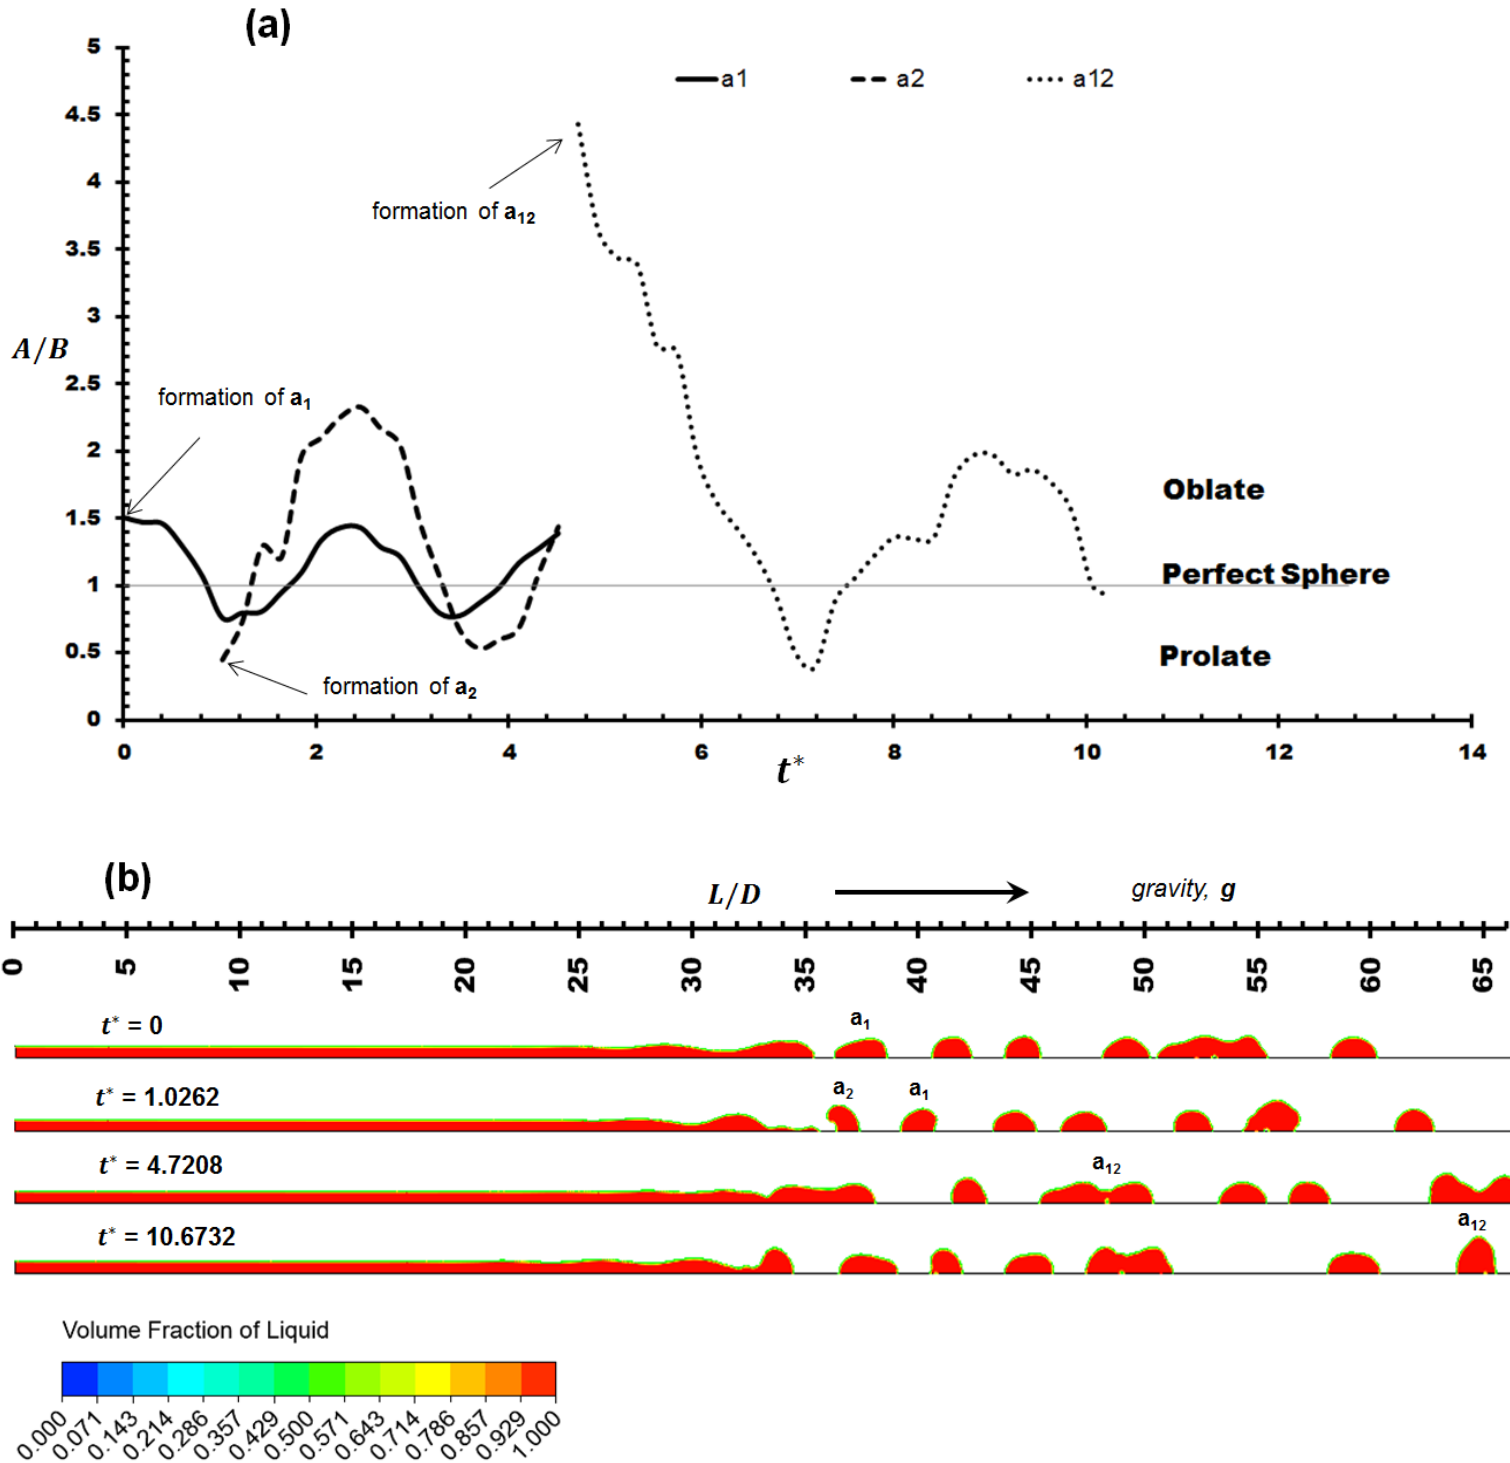 (a)
5
a1 a2 a12
4.5
4
formation of a12
3.5
3
A/B
2.5
formation of a1
2
Oblate
1.5
Perfect Sphere
1
0.5
Prolate
formation of a2
0
0 2 4 6 8 10 12 14
t*
(b)
L/D
gravity, g
0 5 10 15 20 25 30 35 40 45 50 55 60 65
t* = 0
a1
t* = 1.0262
a2 a1
t* = 4.7208
a12
t* = 10.6732
a12
Volume Fraction of Liquid
0.000 0.071 0.143 0.214 0.286 0.357 0.429 0.500 0.571 0.643 0.714 0.786 0.857 0.929 1.000